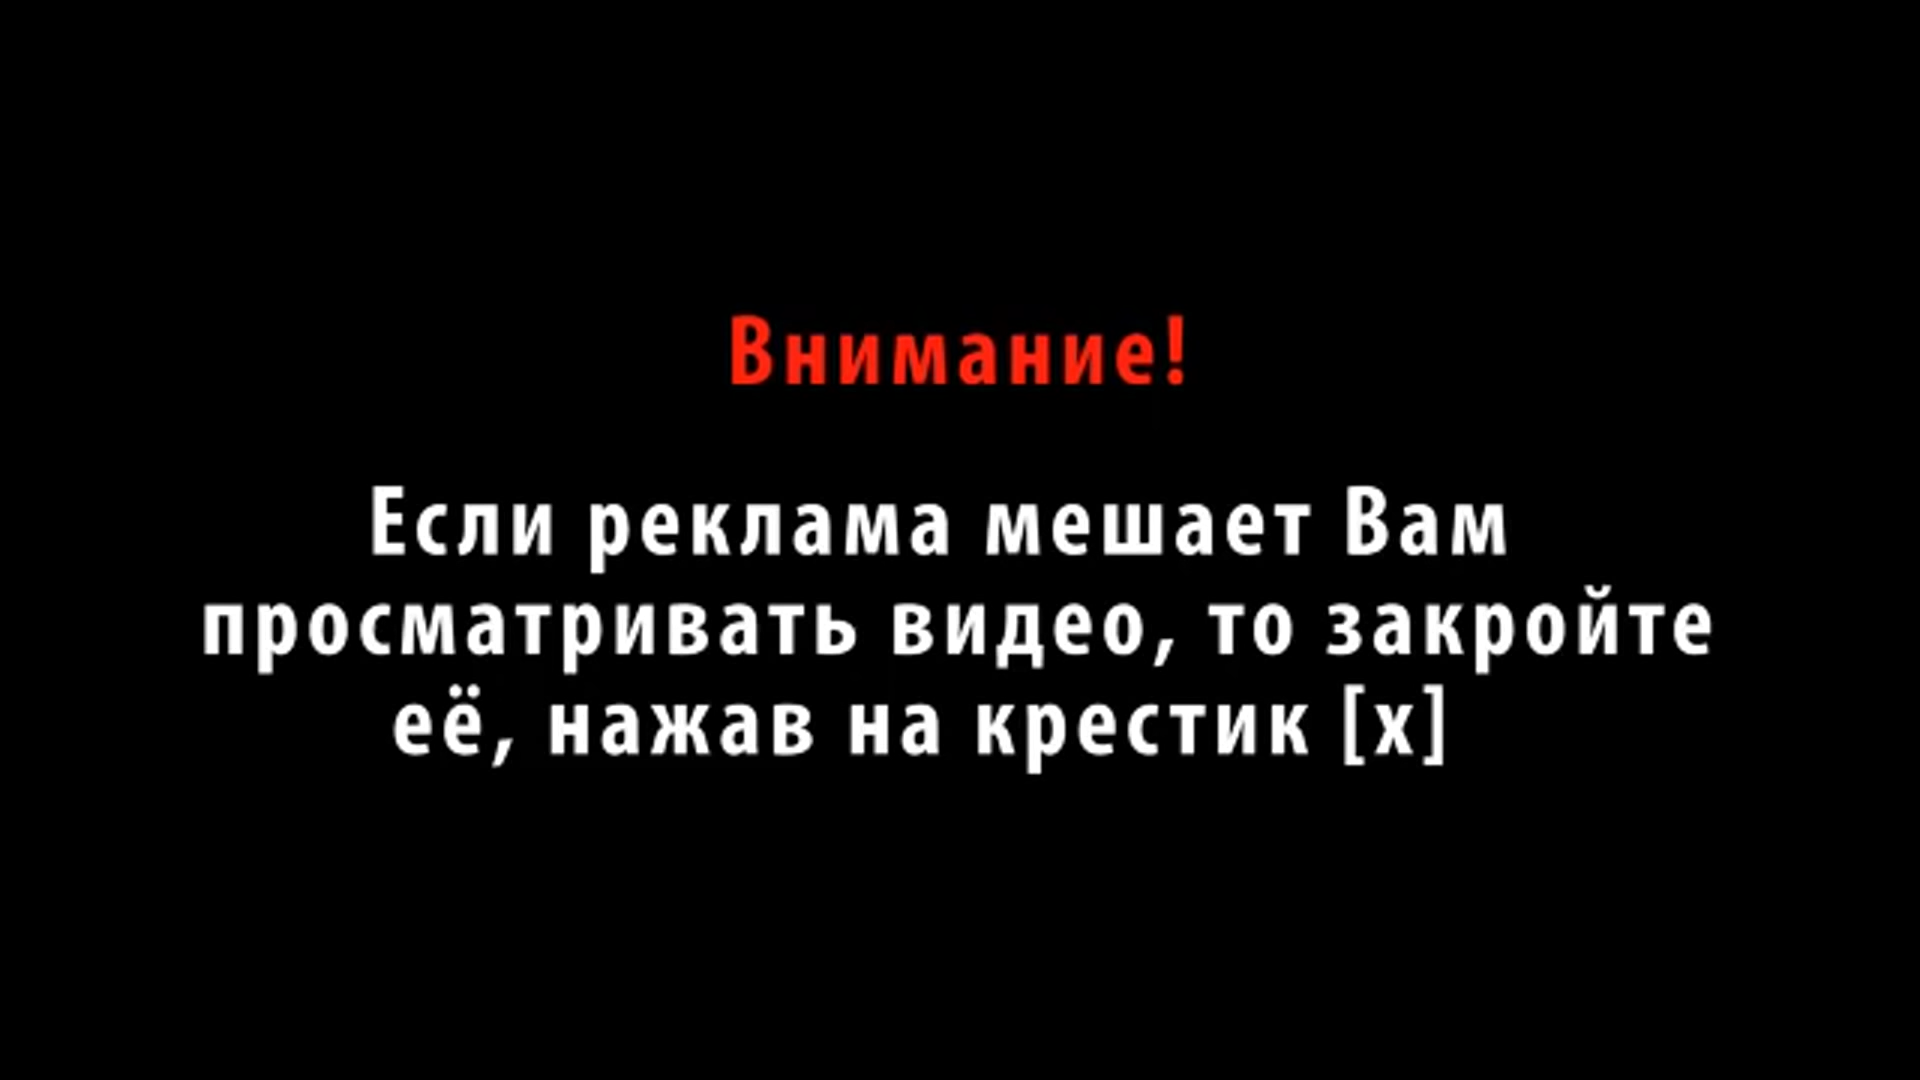 Внимание!
Если реклама мешает Вам
просматривать видео, то закройте
её, нажав на крестик [х]